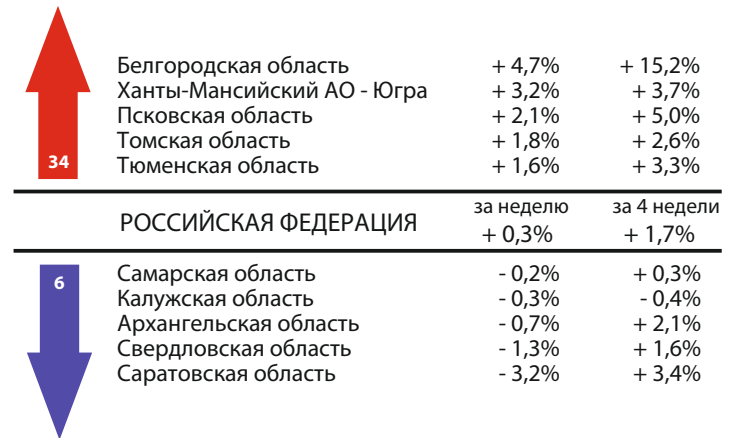 Белгородская область + 4,7% + 15,2%
Ханты-Мансийский АО - Югра + 3,2% + 3,7%
Псковская область + 2,1% + 5,0%
Томская область + 1,8% + 2,6%
34 Тюменская область + 1,6% + 3,3%
за неделю за 4 недели
РОССИЙСКАЯ ФЕДЕРАЦИЯ + 0,3% + 1,7%
Самарская область - 0,2% + 0,3%
6 Калужская область - 0,3% - 0,4%
Архангельская область - 0,7% + 2,1%
Свердловская область - 1,3% + 1,6%
Саратовская область - 3,2% + 3,4%